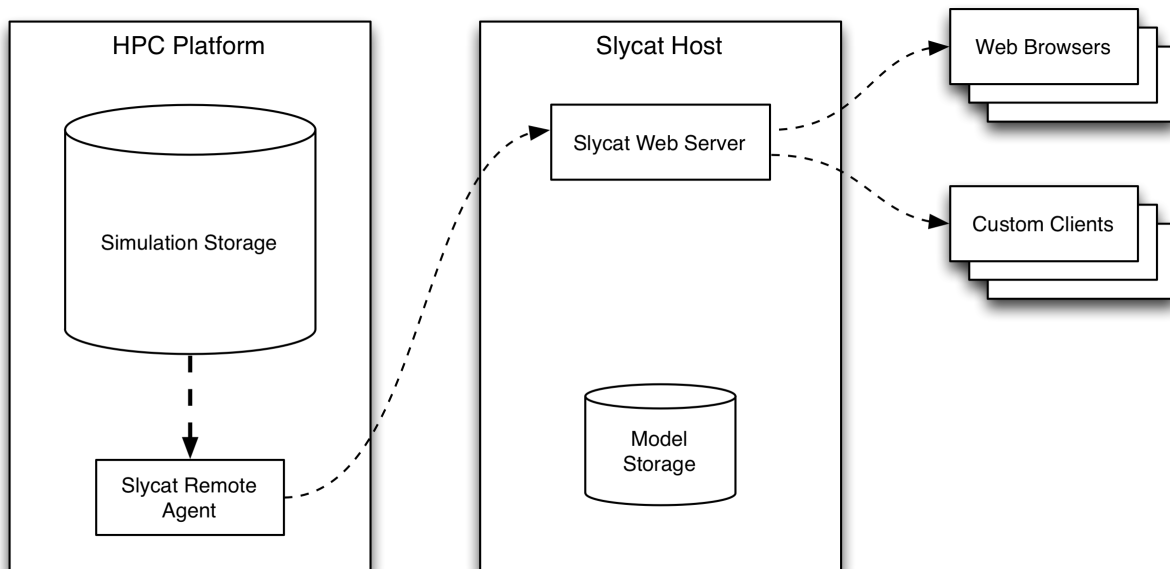 HPC Platform
Simulation Storage
Slycat Remote
Agent
Slycat Host
Slycat Web Server
Model
Storage
Web Browsers
Custom Clients